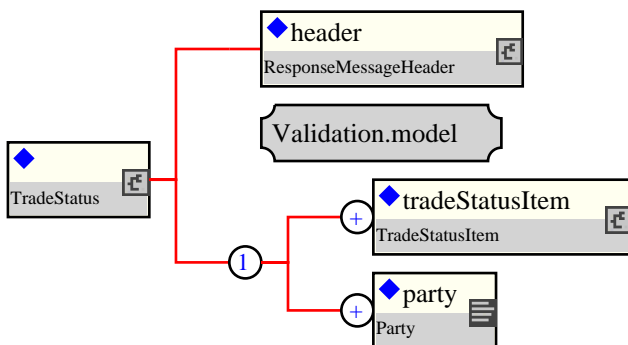 header
ResponseMessageHeader
Validation.model
TradeStatus
+
tradeStatusItem
TradeStatusItem
1
+
party
Party